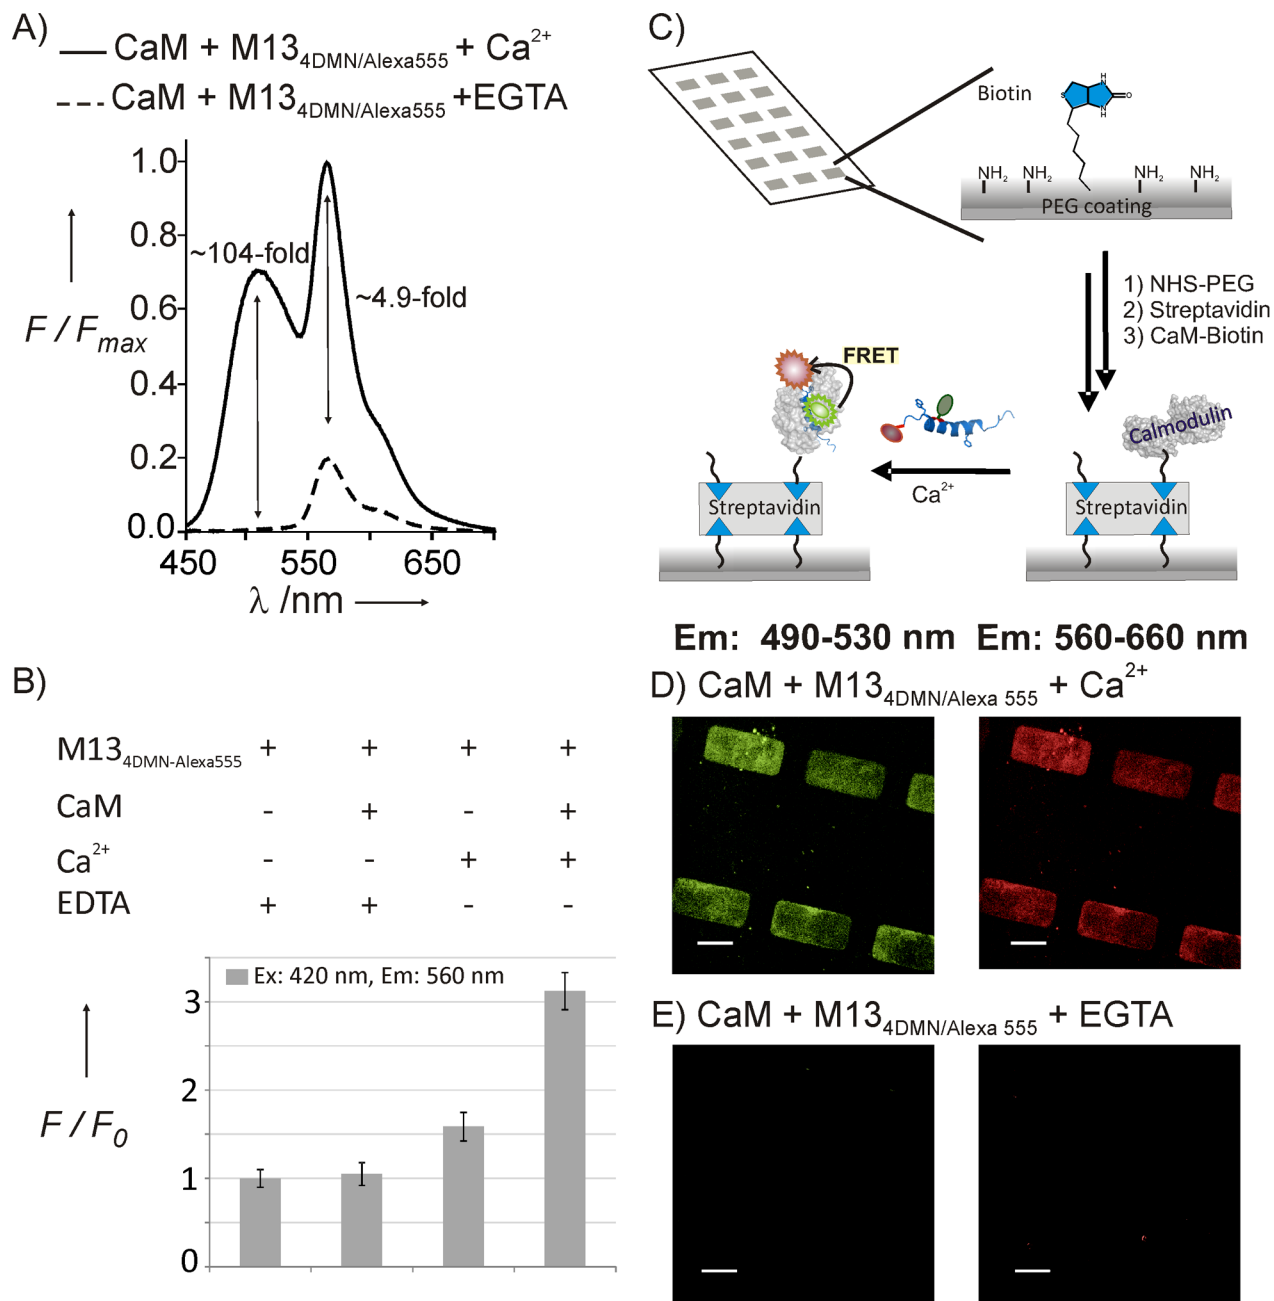 A)
CaM + M13 4DMN/Alexa555 + Ca2+
CaM + M13 4DMN/Alexa555 +EGTA
1.0
0.8
0.6
0.4
0.2
0.0
~104-fold
~4.9-fold
F / Fmax
450
550
650
λ /nm
B)
M13 4DMN-Alexa555 + + + +
CaM - + - +
Ca2+ - - + +
EDTA + + - -
Ex: 420 nm, Em: 560 nm
3
2
1
0
F / F0
C)
Biotin
S
H
N
O
N
H
NH2
NH2
NH2
NH2
PEG coating
1) NHS-PEG
2) Streptavidin
3) CaM-Biotin
FRET
Calmodulin
Ca2+
Streptavidin
Streptavidin
Em: 490-530 nm
Em: 560-660 nm
D) CaM + M13 4DMN/Alexa 555 + Ca2+
E) CaM + M13 4DMN/Alexa 555 + EGTA